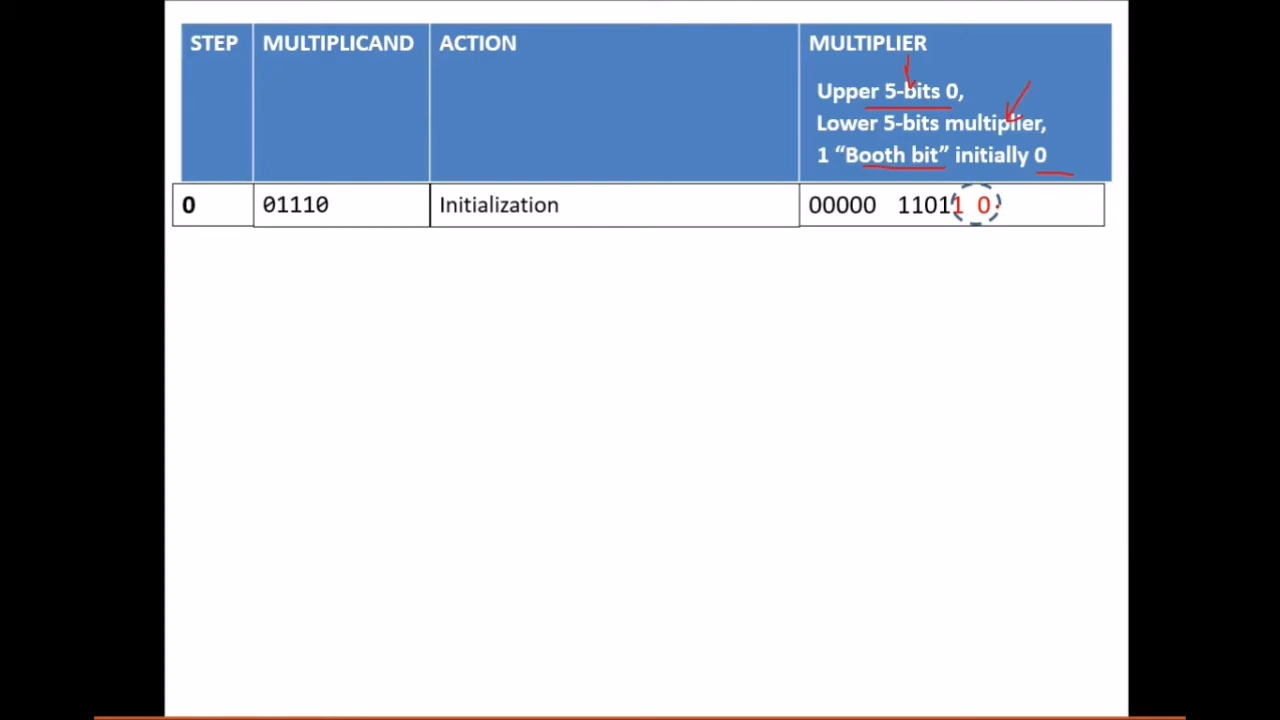 STEP MULTIPLICAND ACTION MULTIPLIER
Upper 5-bits 0,
Lower 5-bits multiplier,
1 “Booth bit” initially 0
0 01110 Initialization 00000 11011 0